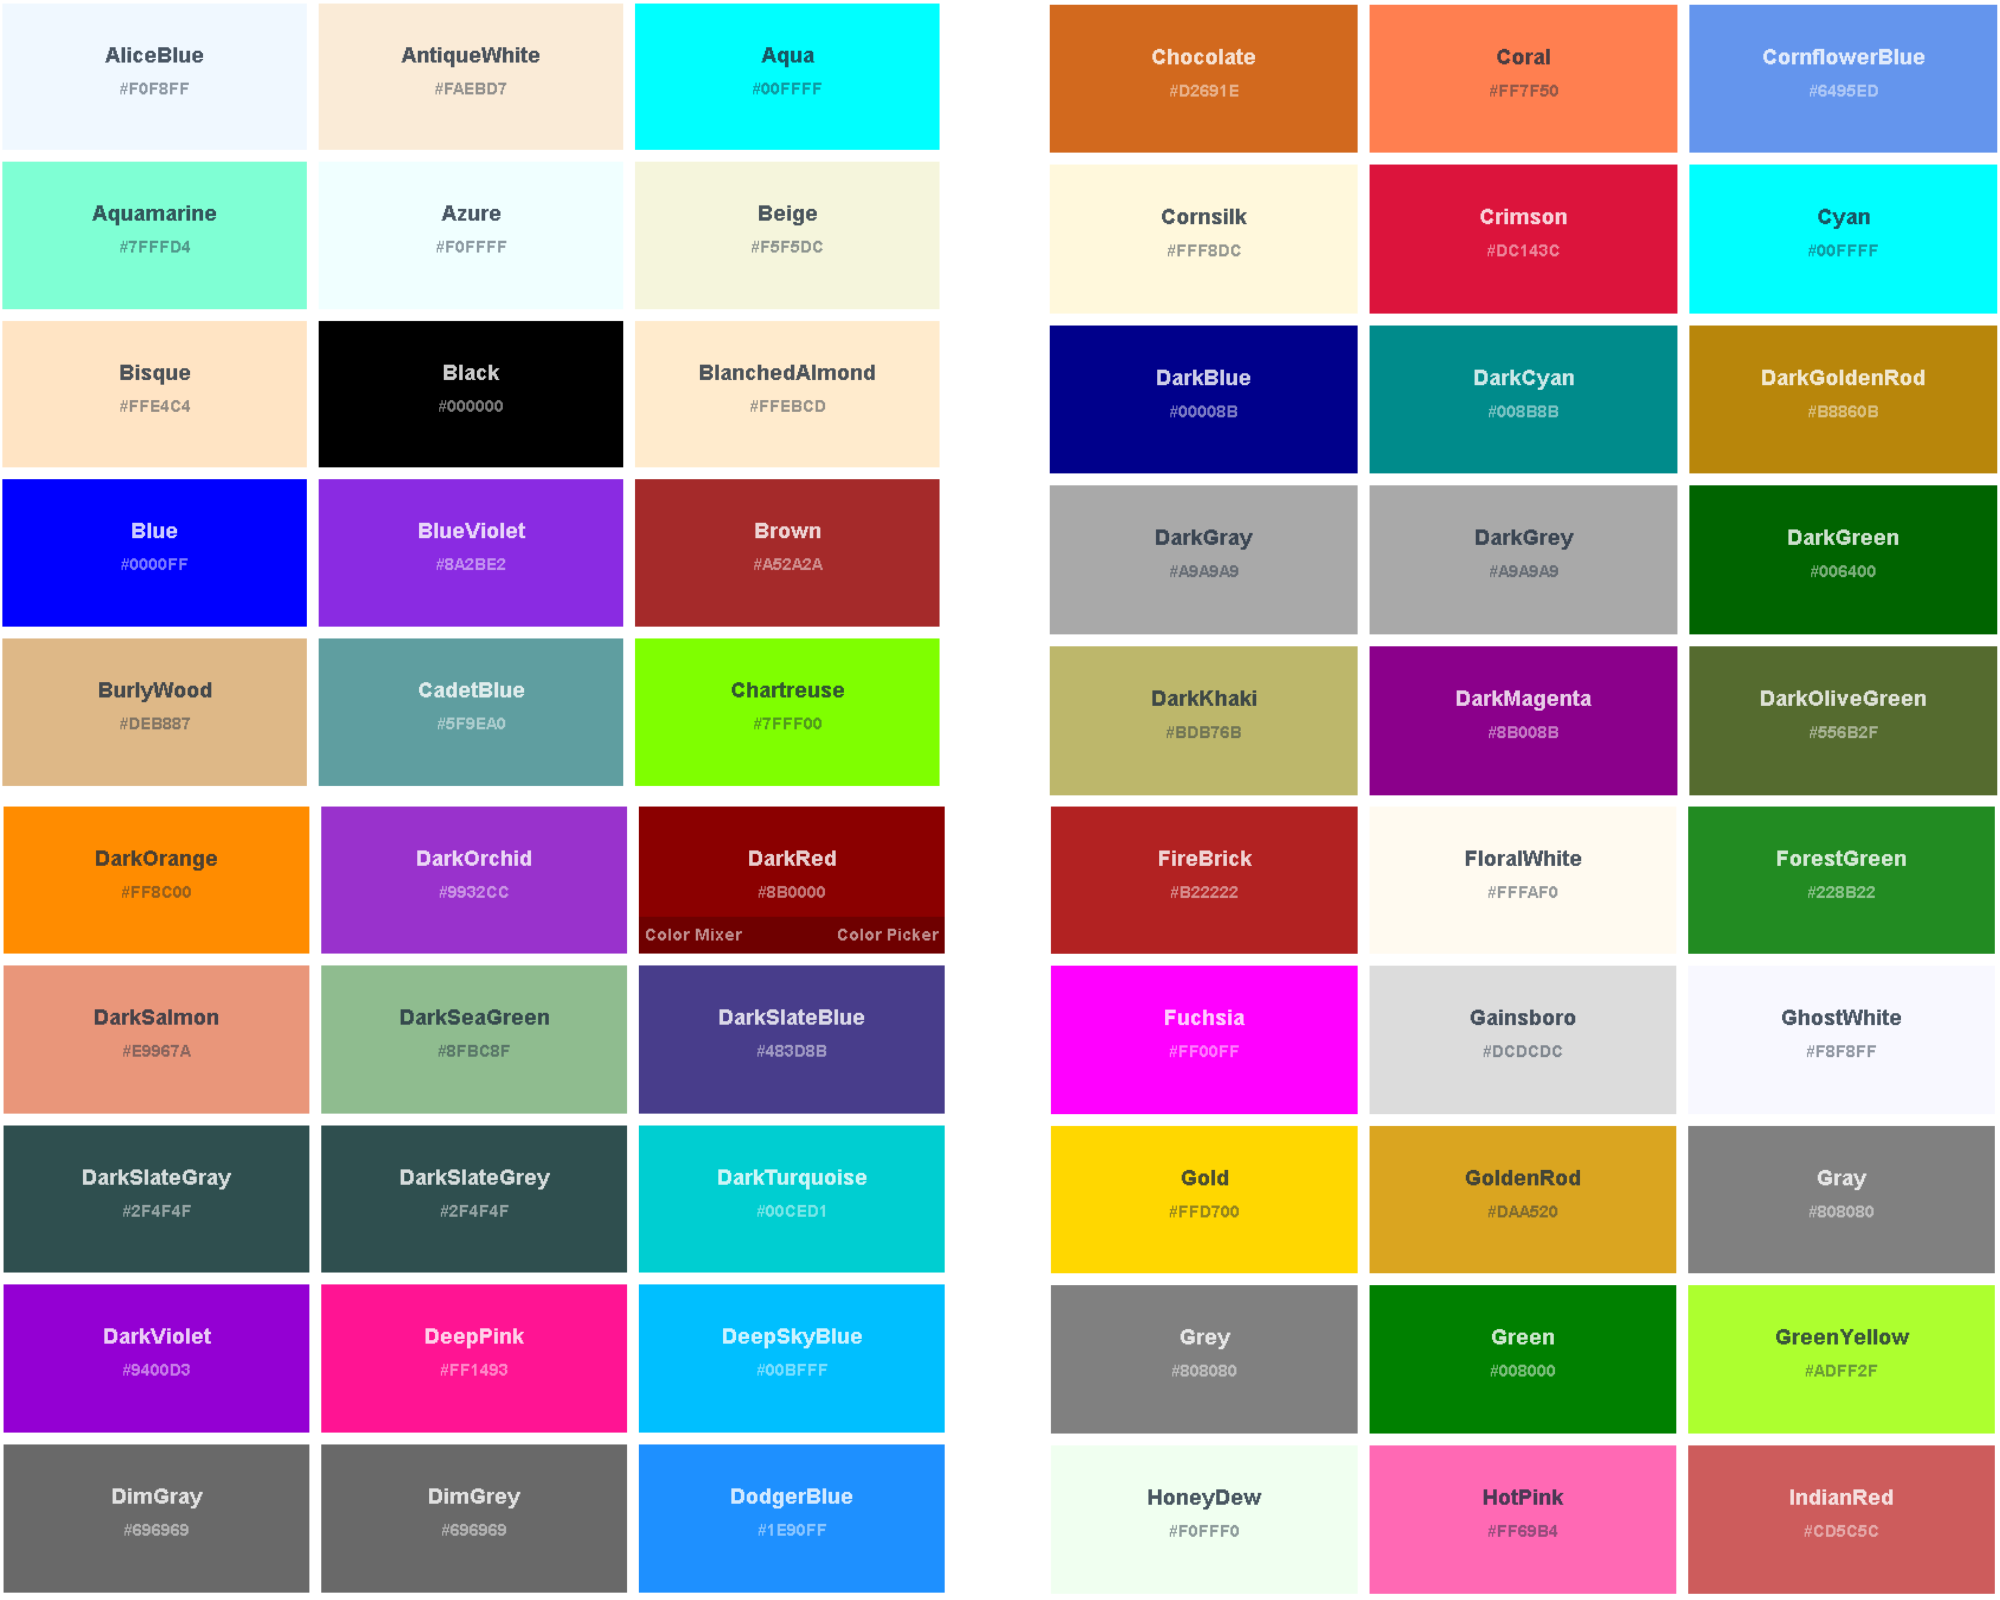 AliceBlue
#F0F8FF
AntiqueWhite
#FAEBD7
Aqua
#00FFFF
Aquamarine
#7FFFD4
Azure
#F0FFFF
Beige
#F5F5DC
Bisque
#FFE4C4
Black
#000000
BlanchedAlmond
#FFEBCD
Blue
#0000FF
BlueViolet
#8A2BE2
Brown
#A52A2A
BurlyWood
#DEB887
CadetBlue
#5F9EA0
Chartreuse
#7FFF00
Chocolate
#D2691E
Coral
#FF7F50
CornflowerBlue
#6495ED
Cornsilk
#FFF8DC
Crimson
#DC143C
Cyan
#00FFFF
DarkBlue
#00008B
DarkCyan
#008B8B
DarkGoldenRod
#B8860B
DarkGray
#A9A9A9
DarkGrey
#A9A9A9
DarkGreen
#006400
DarkKhaki
#BDB76B
DarkMagenta
#8B008B
DarkOliveGreen
#556B2F
DarkOrange
#FF8C00
DarkOrchid
#9932CC
DarkRed
#8B0000
Color Mixer
Color Picker
DarkSalmon
#E9967A
DarkSeaGreen
#8FBC8F
DarkSlateBlue
#483D8B
DarkSlateGray
#2F4F4F
DarkSlateGrey
#2F4F4F
DarkTurquoise
#00CED1
DarkViolet
#9400D3
DeepPink
#FF1493
DeepSkyBlue
#00BFFF
DimGray
#696969
DimGrey
#696969
DodgerBlue
#1E90FF
FireBrick
#B22222
FloralWhite
#FFFAF0
ForestGreen
#228B22
Fuchsia
#FF00FF
Gainsboro
#DCDCDC
GhostWhite
#F8F8FF
Gold
#FFD700
GoldenRod
#DAA520
Gray
#808080
Grey
#808080
Green
#008000
GreenYellow
#ADFF2F
HoneyDew
#F0FFF0
HotPink
#FF69B4
IndianRed
#CD5C5C